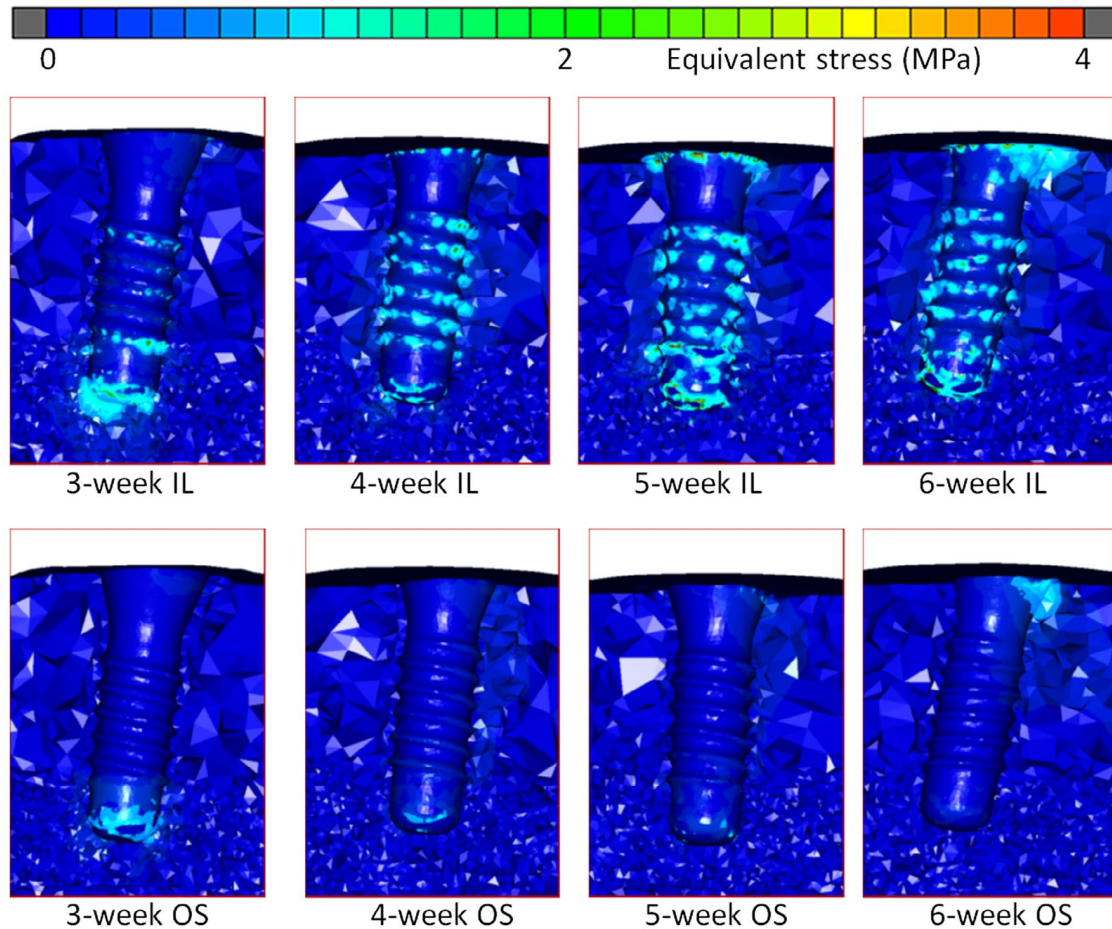 0 2 Equivalent stress (MPa) 4
3-week IL 4-week IL 5-week IL 6-week IL
3-week OS 4-week OS 5-week OS 6-week OS